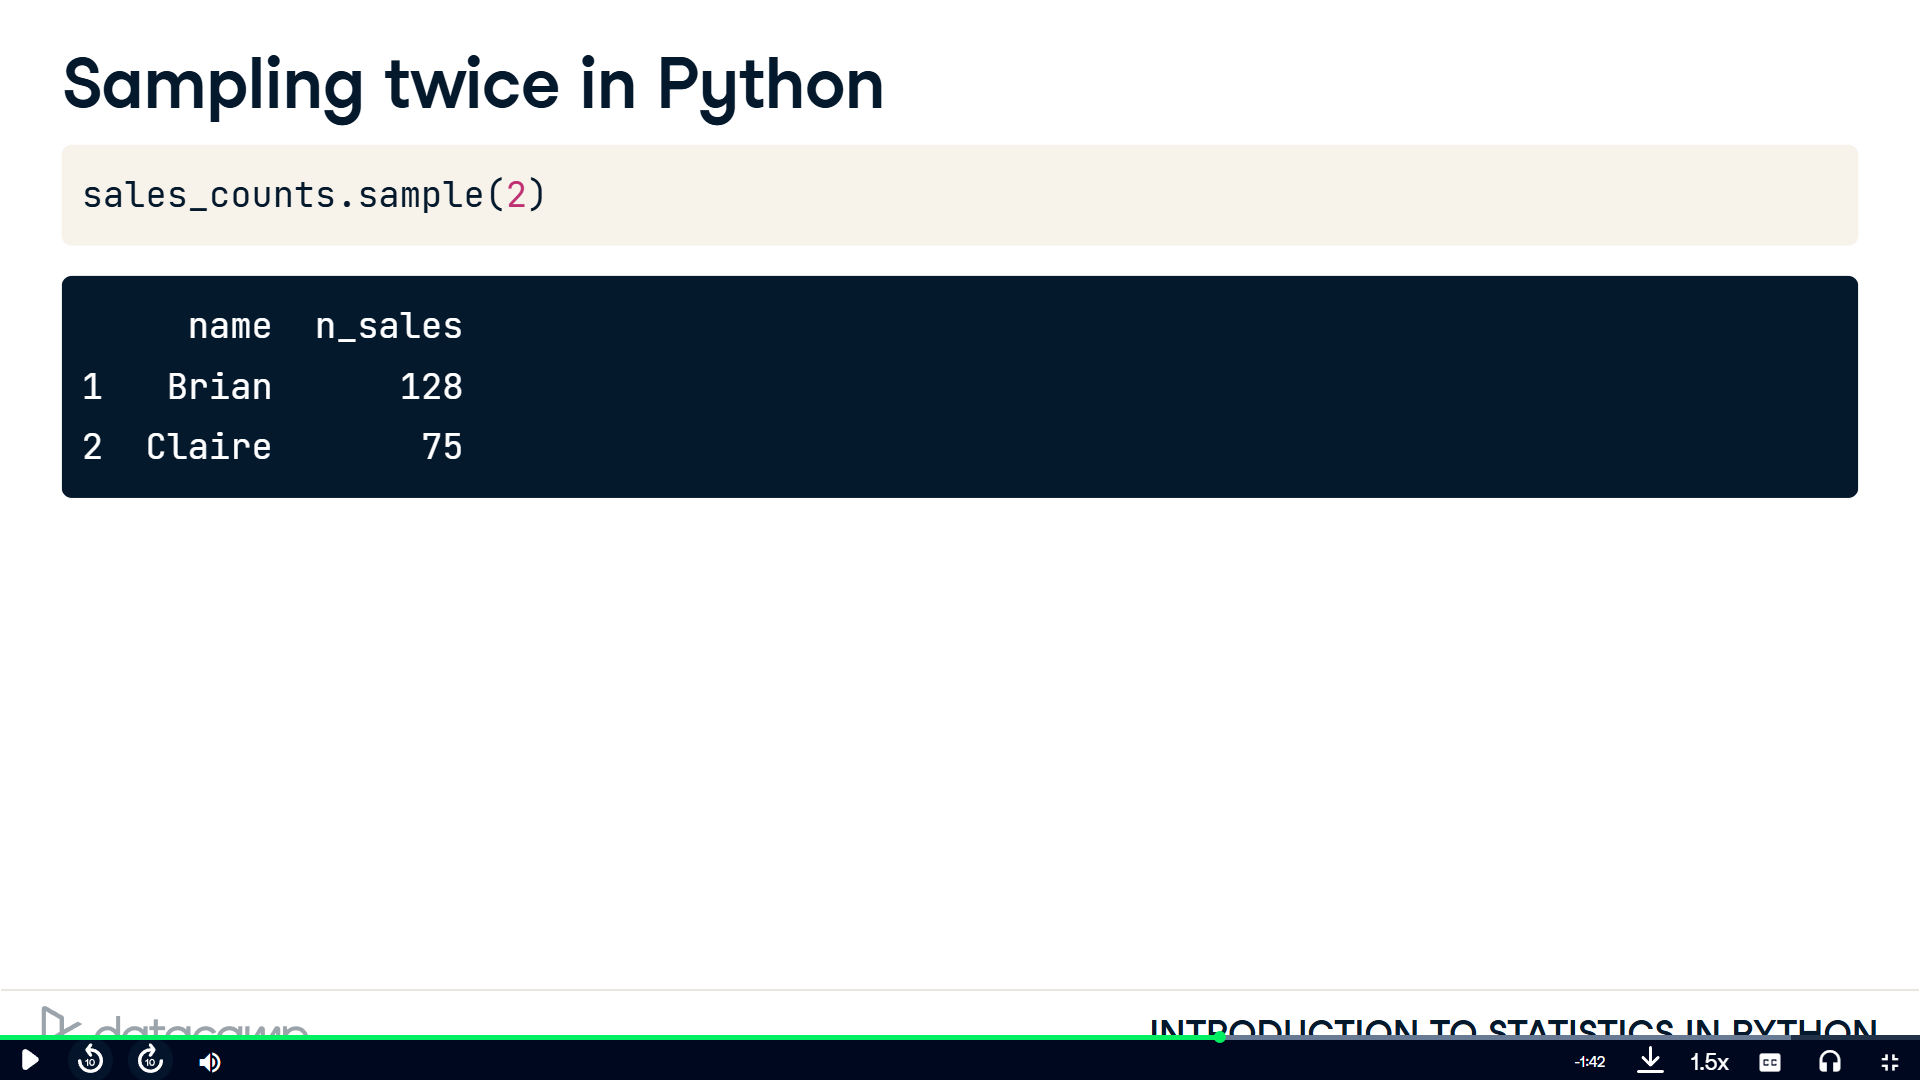 Sampling twice in Python
sales_counts.sample(2)
name n_sales
1 Brian 128
2 Claire 75
datacamp
INTRODUCTION TO STATISTICS IN PYTHON
10
10
-1:42
1.5x
CC